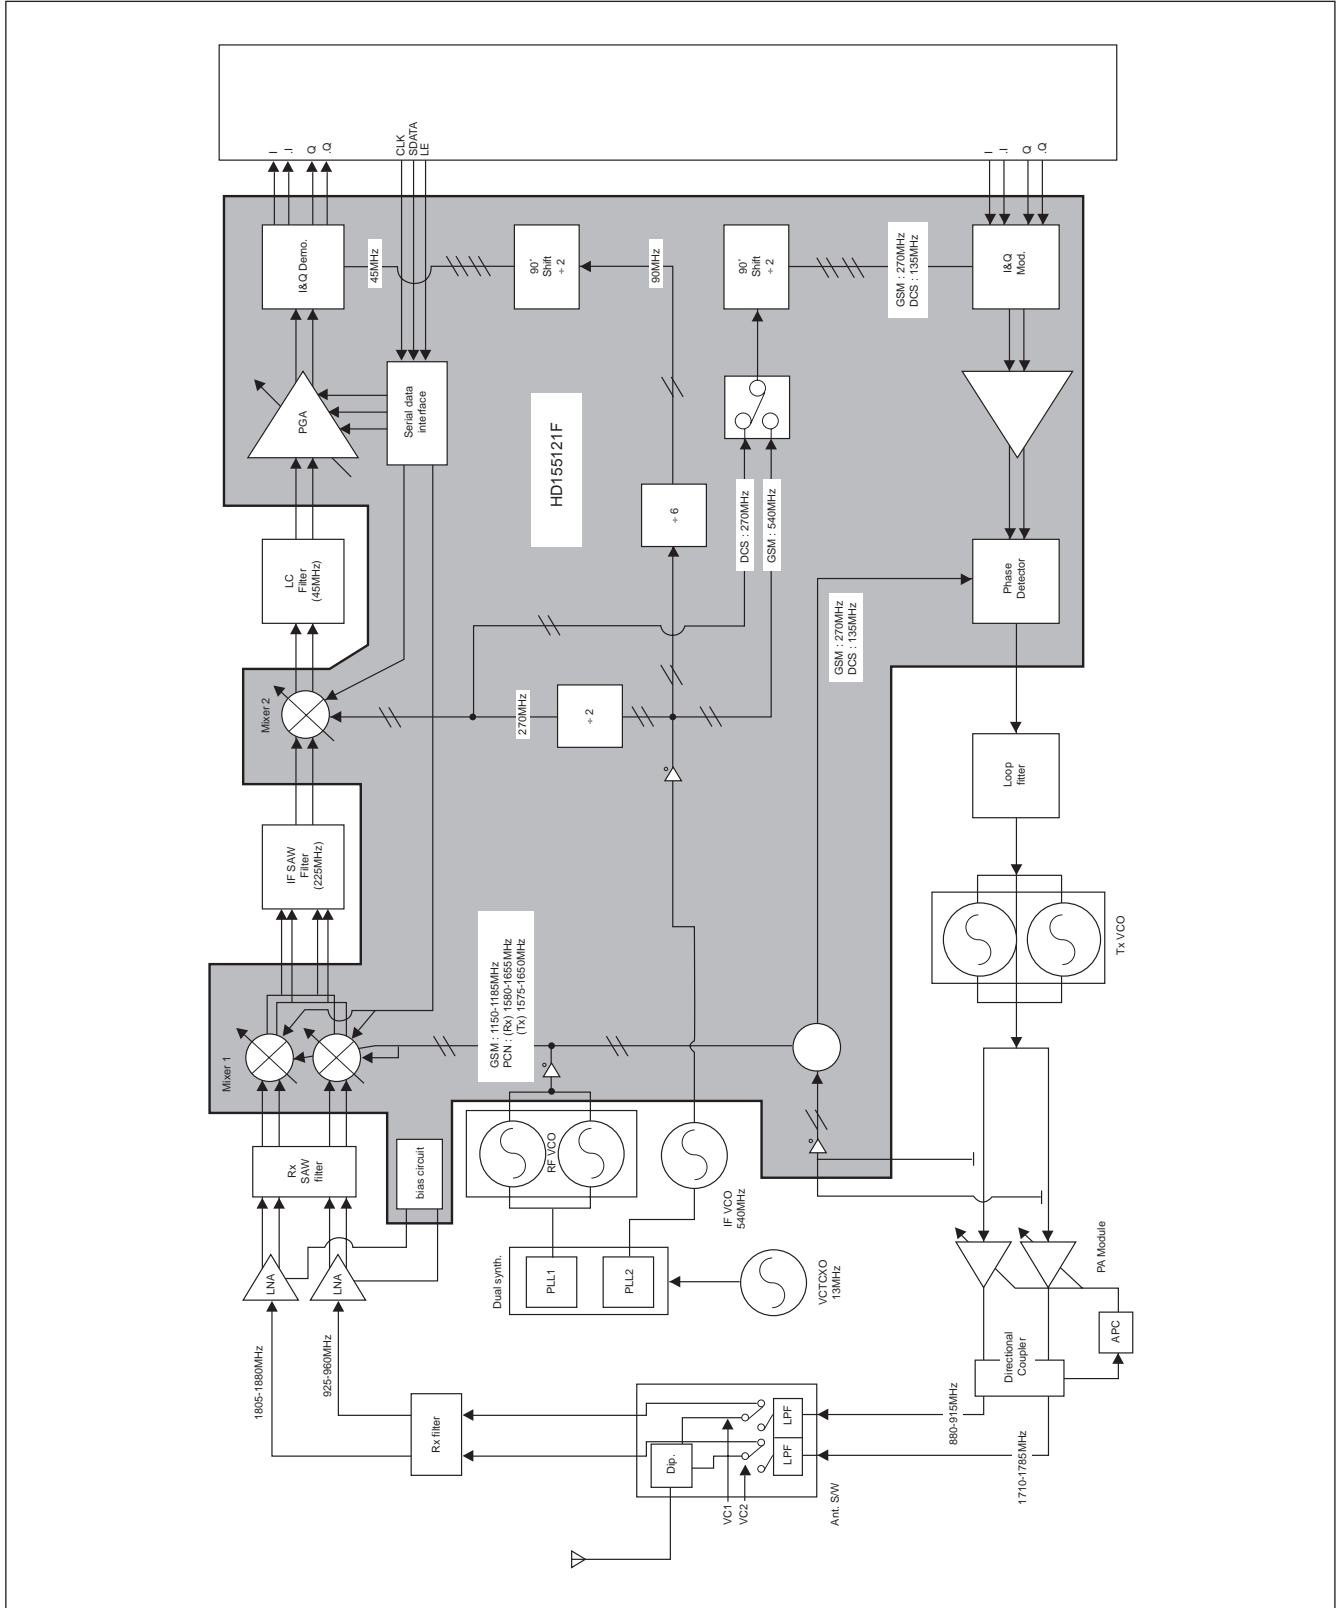 I
.I
Q
.Q
CLK
SDATA
LE
I
.I
Q
.Q
I&Q Demo.
45MHz
90°
Shift
÷ 2
90MHz
90°
Shift
÷ 2
GSM : 270MHz
DCS : 135MHz
I&Q
Mod.
PGA
Serial data
interface
HD155121F
LC
Filter
(45MHz)
÷ 6
DCS : 270MHz
GSM : 540MHz
Phase
Detector
GSM : 270MHz
DCS : 135MHz
Mixer 2
270MHz
÷ 2
Loop
fitter
IF SAW
Filter
(225MHz)
GSM : 1150-1185MHz
PCN : (Rx) 1580-1655MHz
(Tx) 1575-1650MHz
Tx VCO
Mixer 1
Rx
SAW
filter
bias circuit
RF VCO
IF VCO
540MHz
LNA
LNA
Dual synth.
PLL1
PLL2
VCTCXO
13MHz
PA Module
APC
Directional
Coupler
1805-1880MHz
925-960MHz
Rx filter
880-915MHz
1710-1785MHz
Dip.
LPF
LPF
VC1
VC2
Ant. S/W